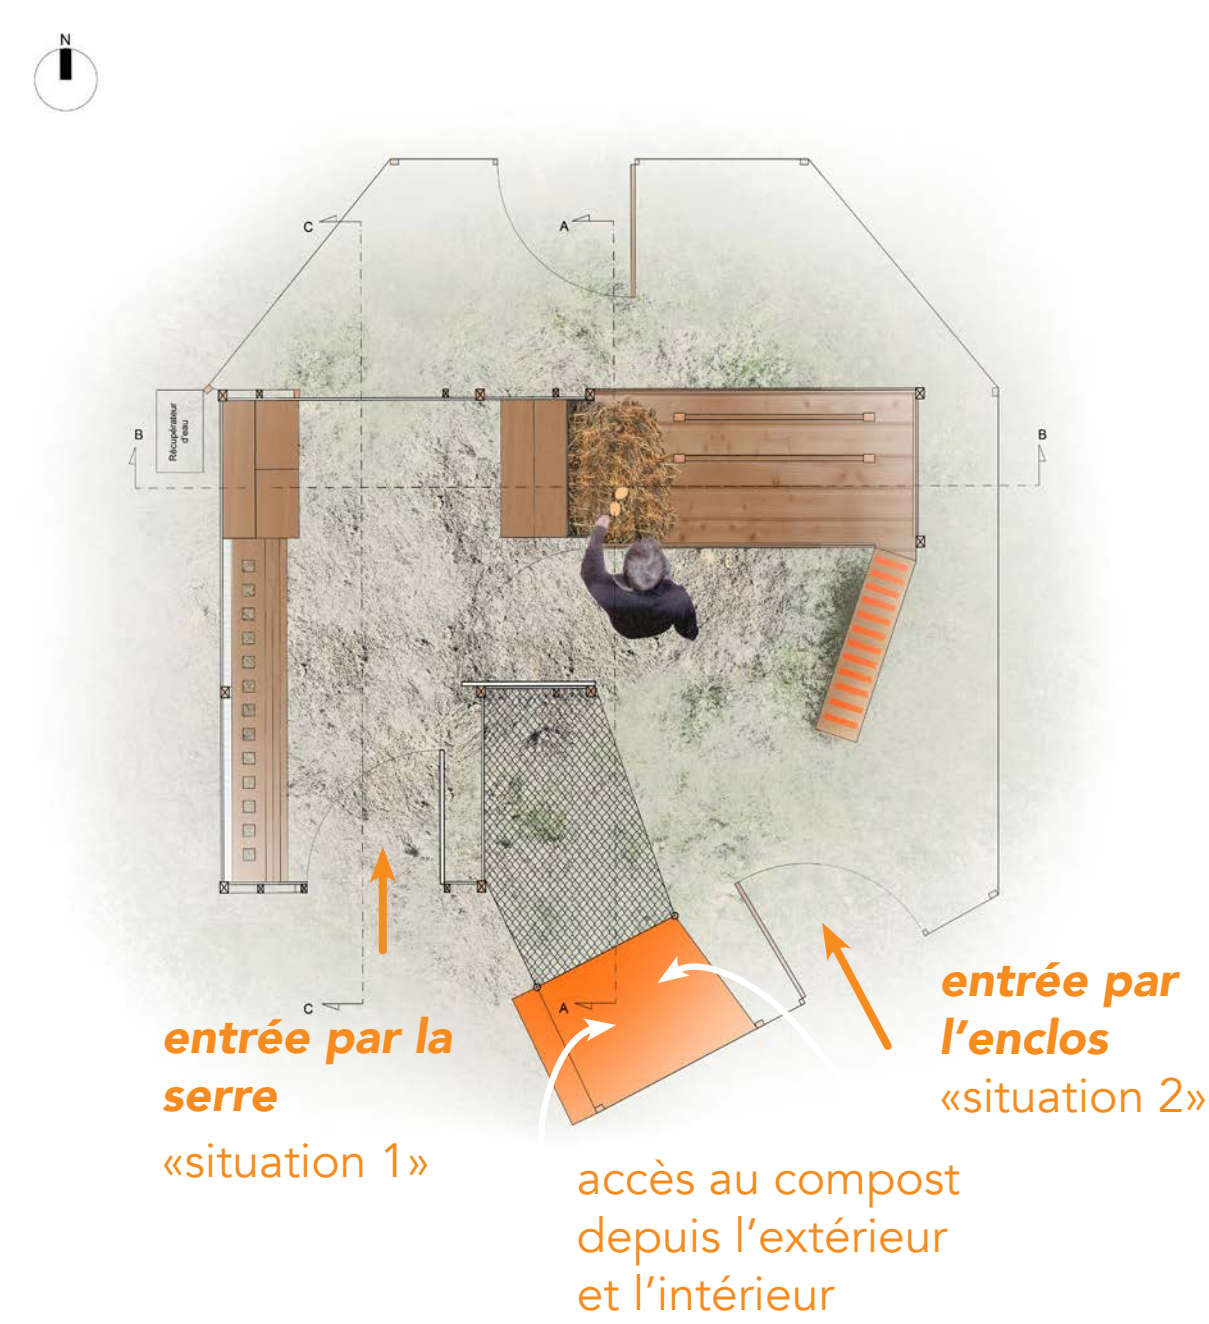 N
C
A
Récupérateur
d'eau
B
B
C
A
entrée par la
serre
«situation 1»
entrée par
l'enclos
«situation 2»
accès au compost
depuis l'extérieur
et l'intérieur